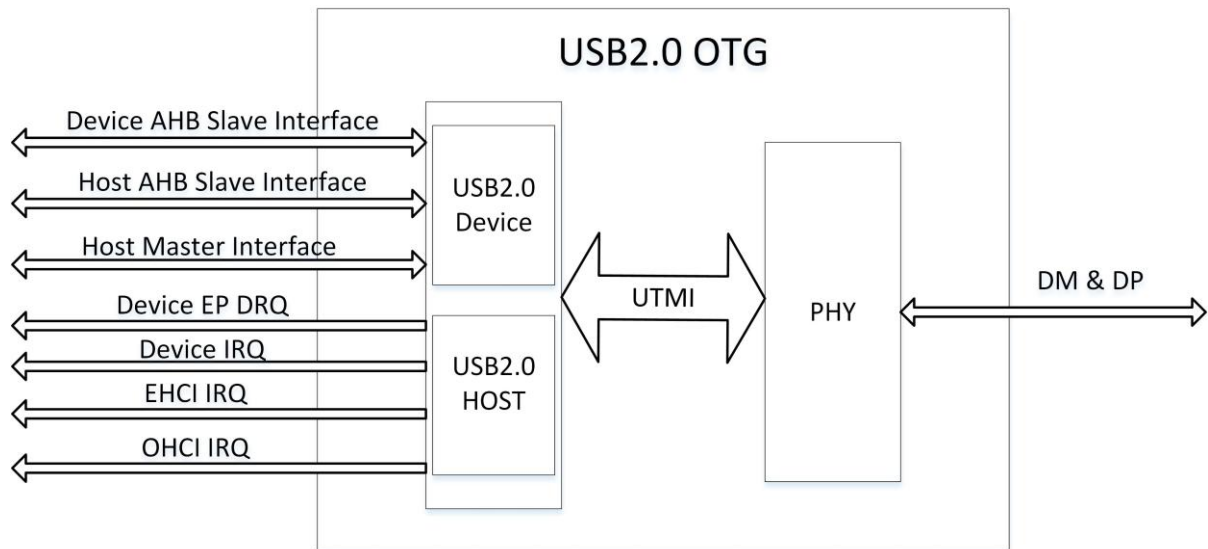 USB2.0 OTG
Device AHB Slave Interface
Host AHB Slave Interface
Host Master Interface
Device EP DRQ
Device IRQ
EHCI IRQ
OHCI IRQ
USB2.0
Device
USB2.0
HOST
UTMI
PHY
DM & DP